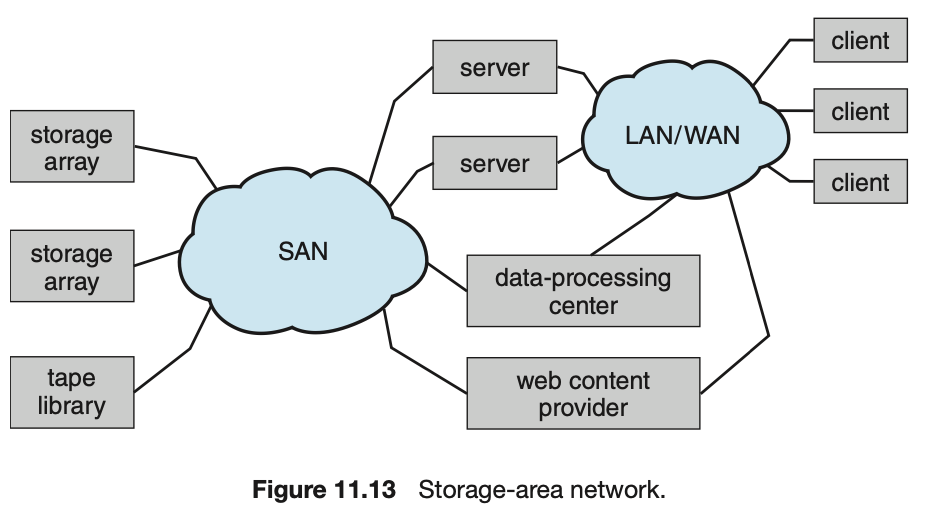 storage
array
storage
array
tape
library
SAN
server
server
data-processing
center
web content
provider
LAN/WAN
client
client
client
Figure 11.13 Storage-area network.